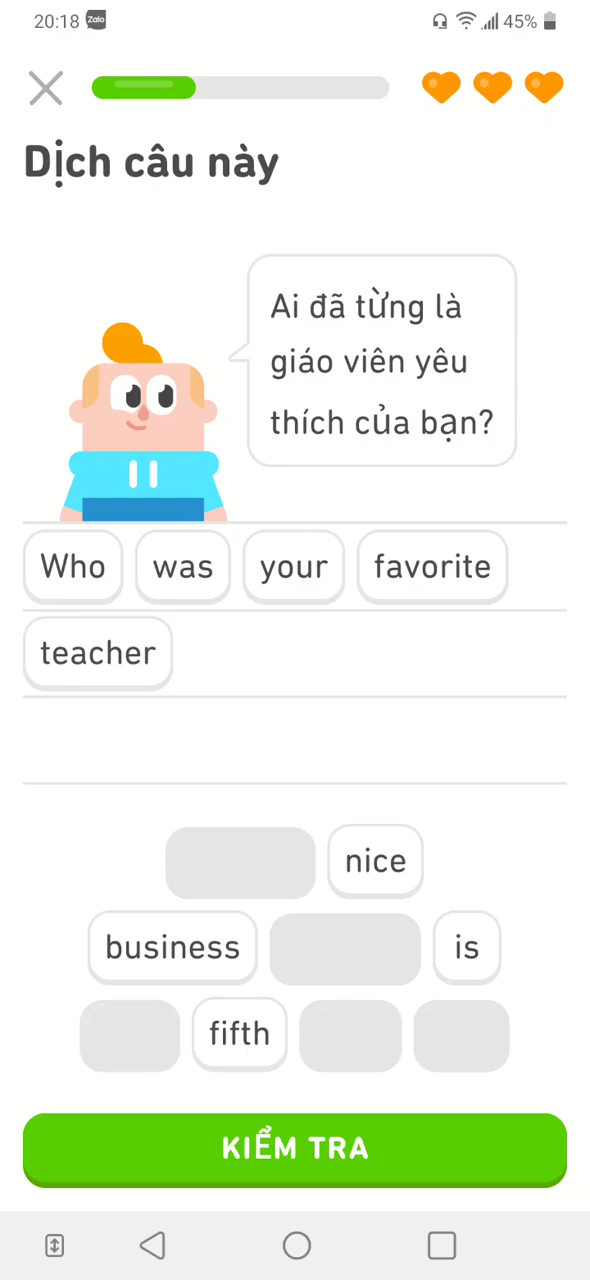 20:18 Zalo 45%
Dịch câu này
Ai đã từng là
giáo viên yêu
thích của bạn?
Who was your favorite
teacher
nice
business is
fifth
KIỂM TRA